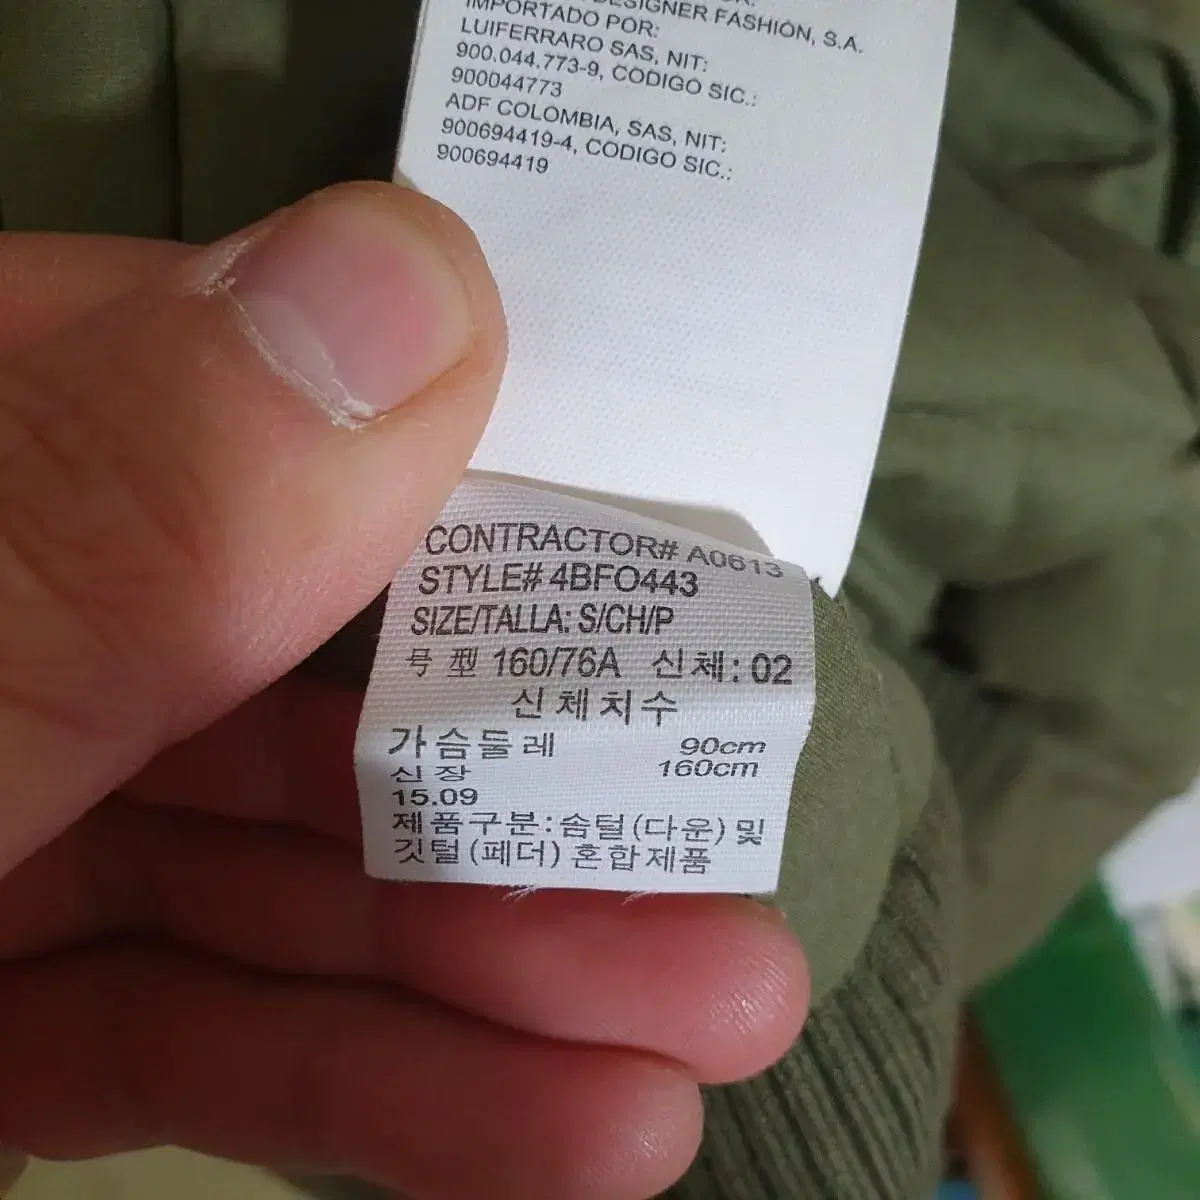 DESIGNER FASHION, S.A.
IMPORTADO POR:
LUIFERRARO SAS, NIT:
900.044.773-9, CODIGO SIC.:
900044773
ADF COLOMBIA, SAS, NIT:
900694419-4, CODIGO SIC.:
900694419
CONTRACTOR# A0613
STYLE# 4BFO443
SIZE/TALLA: S/CH/P
号型 160/76A 신체: 02
신체치수
가슴둘레 90cm
신장 160cm
15.09
제품구분:솜털(다운) 및
깃털(페더) 혼합제품